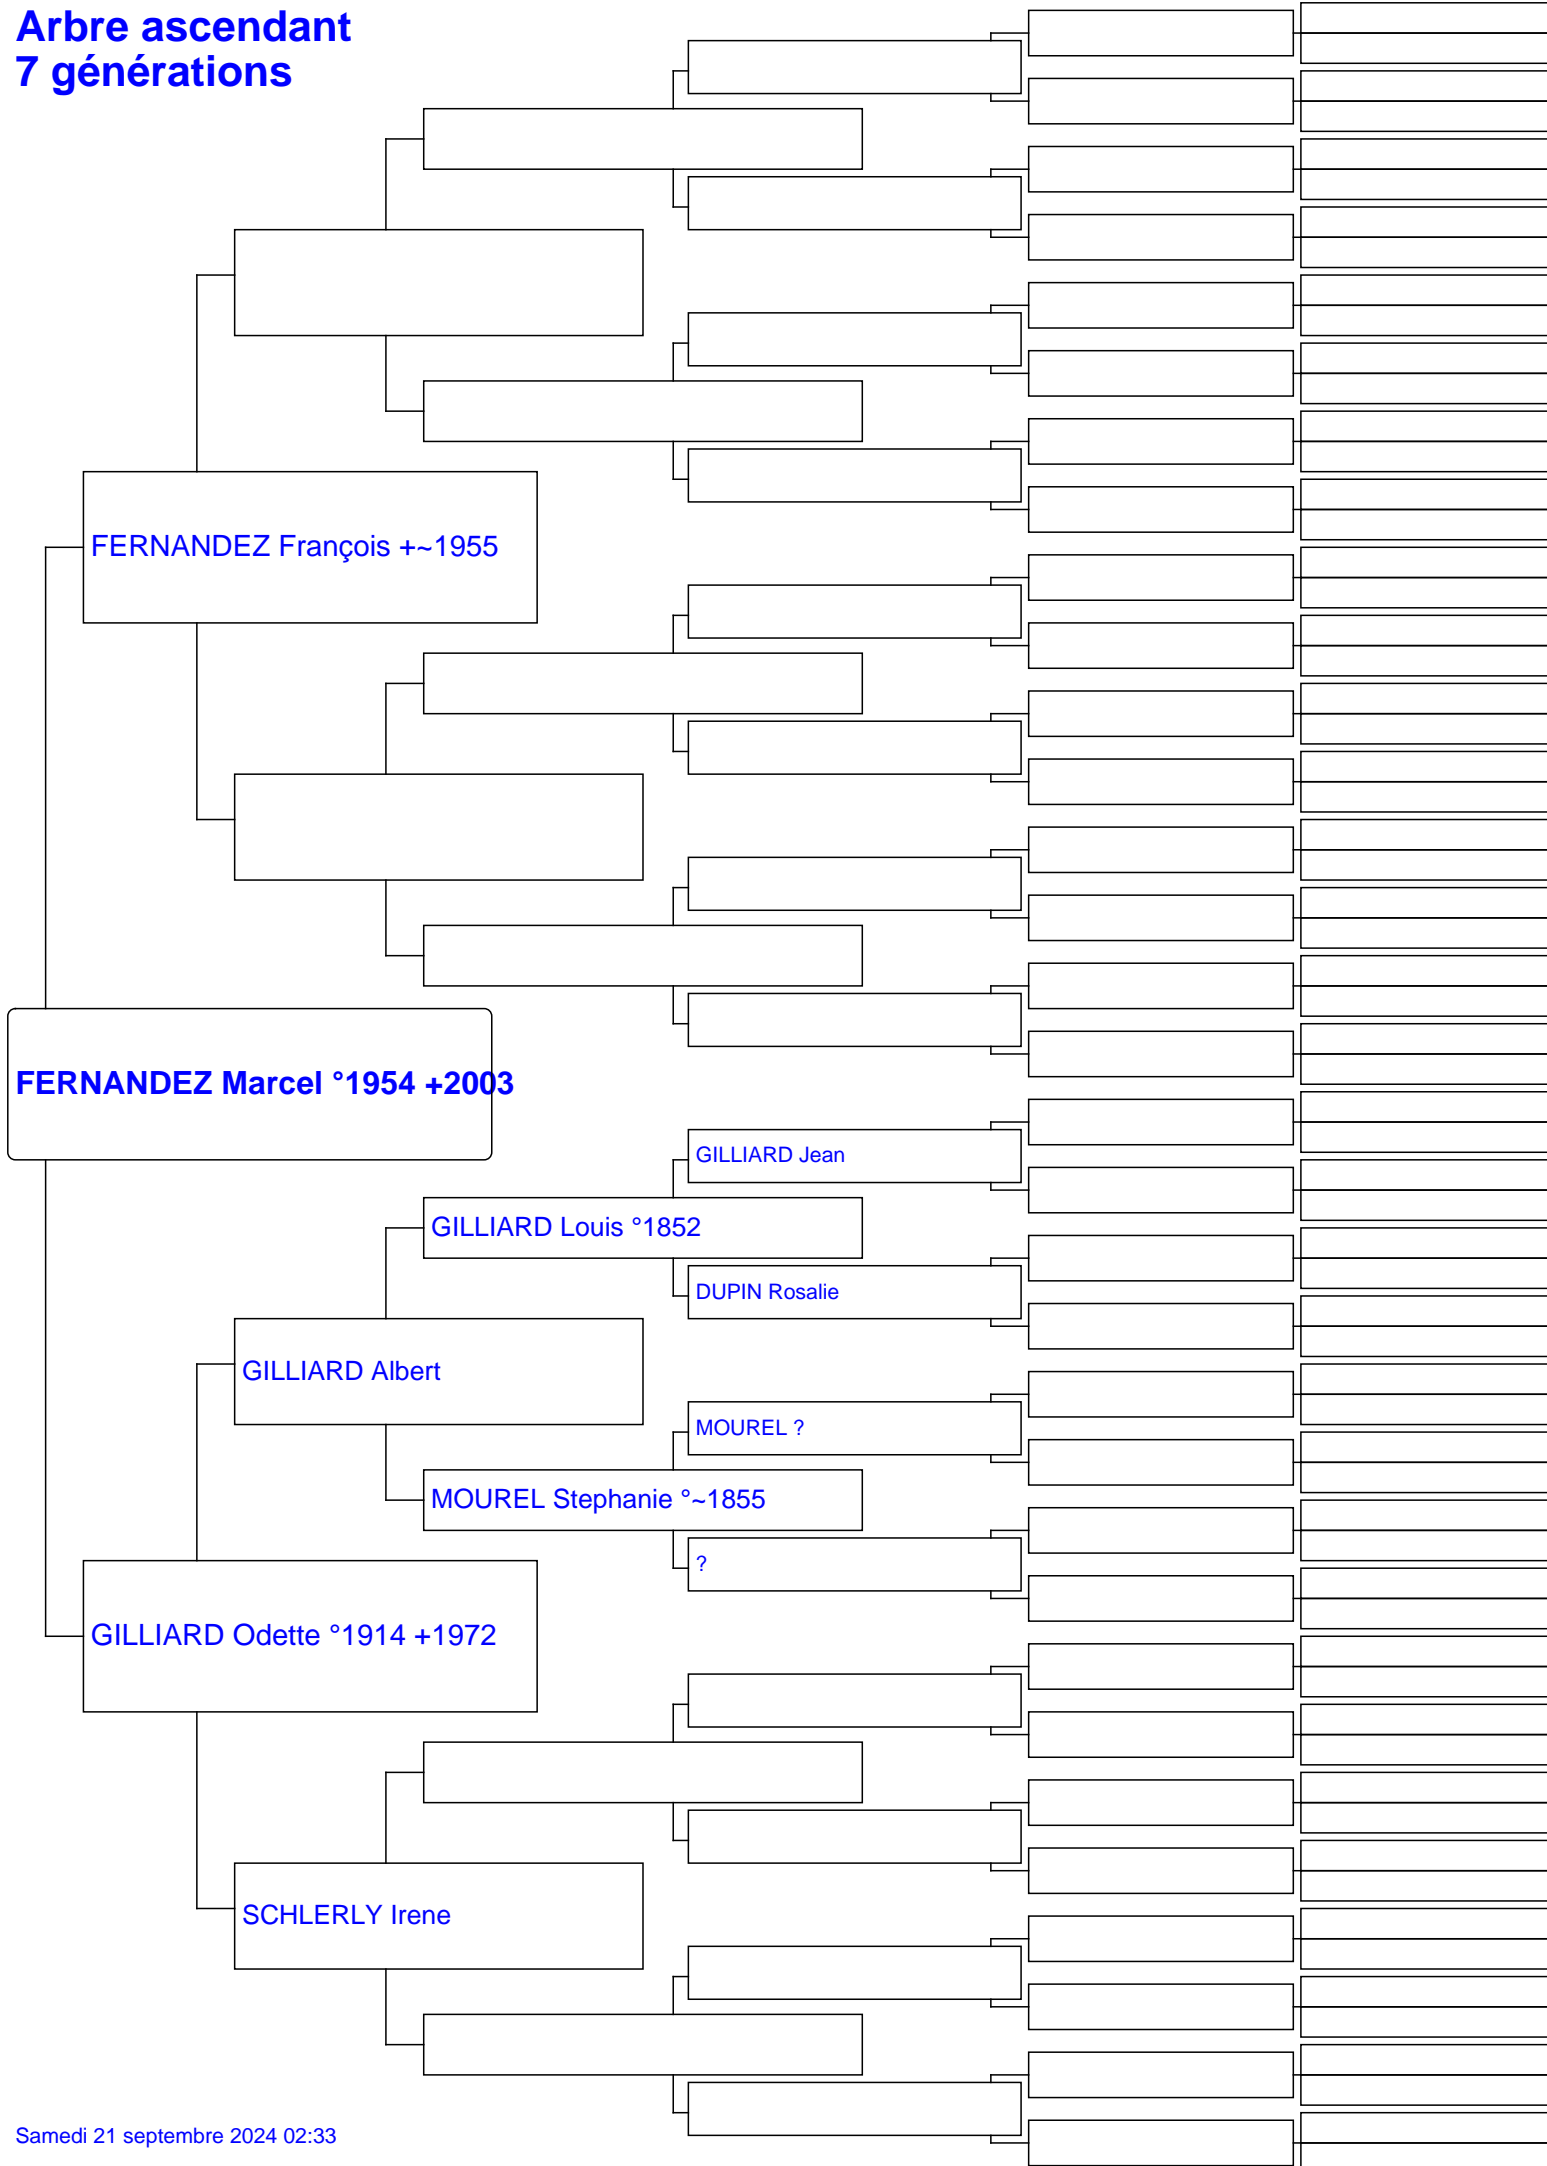 Arbre ascendant
7 générations
FERNANDEZ François +~1955
FERNANDEZ Marcel °1954 +2003
GILLIARD Jean
GILLIARD Louis °1852
DUPIN Rosalie
GILLIARD Albert
MOUREL ?
MOUREL Stephanie °~1855
?
GILLIARD Odette °1914 +1972
SCHLERLY Irene
Samedi 21 septembre 2024 02:33